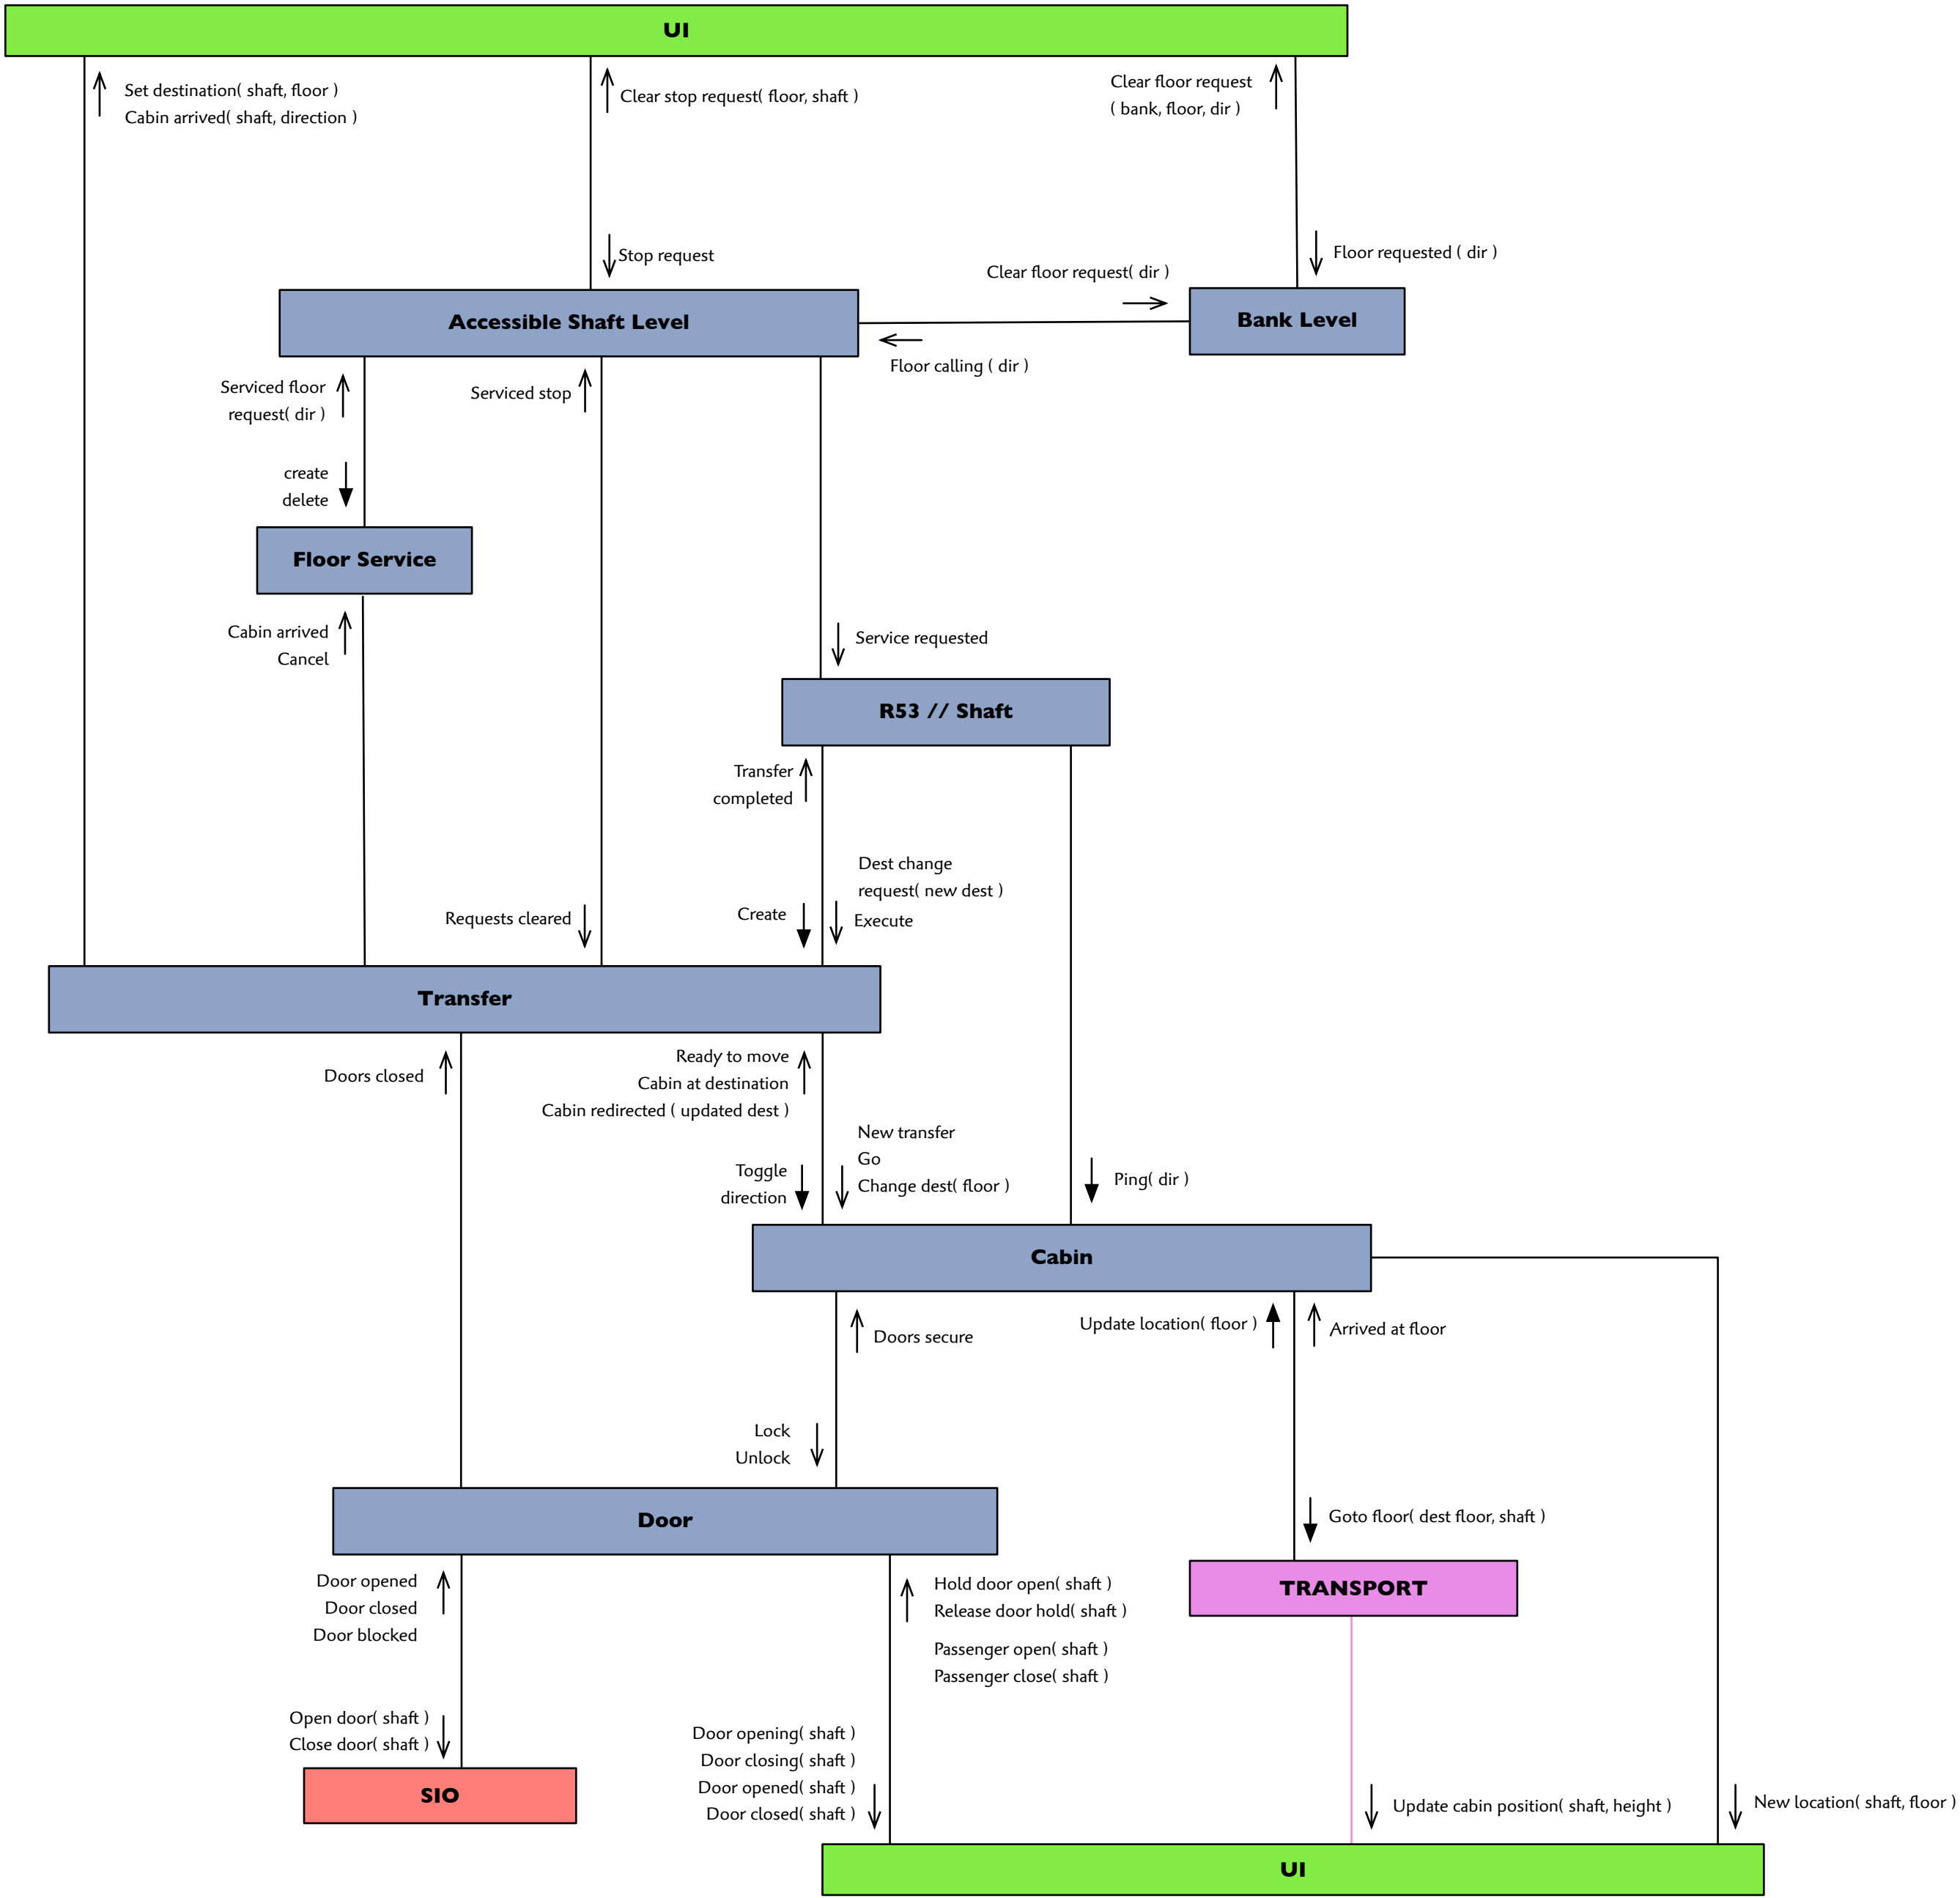 UI
Set destination( shaft, floor )
Cabin arrived( shaft, direction )
Clear stop request( floor, shaft )
Clear floor request
( bank, floor, dir )
Stop request
Floor requested ( dir )
Clear floor request( dir )
Accessible Shaft Level
Bank Level
Floor calling ( dir )
Serviced floor
request( dir )
Serviced stop
create
delete
Floor Service
Cabin arrived
Cancel
Service requested
R53 // Shaft
Transfer
completed
Dest change
request( new dest )
Requests cleared
Create
Execute
Transfer
Doors closed
Ready to move
Cabin at destination
Cabin redirected ( updated dest )
New transfer
Go
Change dest( floor )
Toggle
direction
Ping( dir )
Cabin
Doors secure
Update location( floor )
Arrived at floor
Lock
Unlock
Door
Goto floor( dest floor, shaft )
TRANSPORT
Door opened
Door closed
Door blocked
Hold door open( shaft )
Release door hold( shaft )
Passenger open( shaft )
Passenger close( shaft )
Open door( shaft )
Close door( shaft )
Door opening( shaft )
Door closing( shaft )
Door opened( shaft )
Door closed( shaft )
SIO
Update cabin position( shaft, height )
New location( shaft, floor )
UI